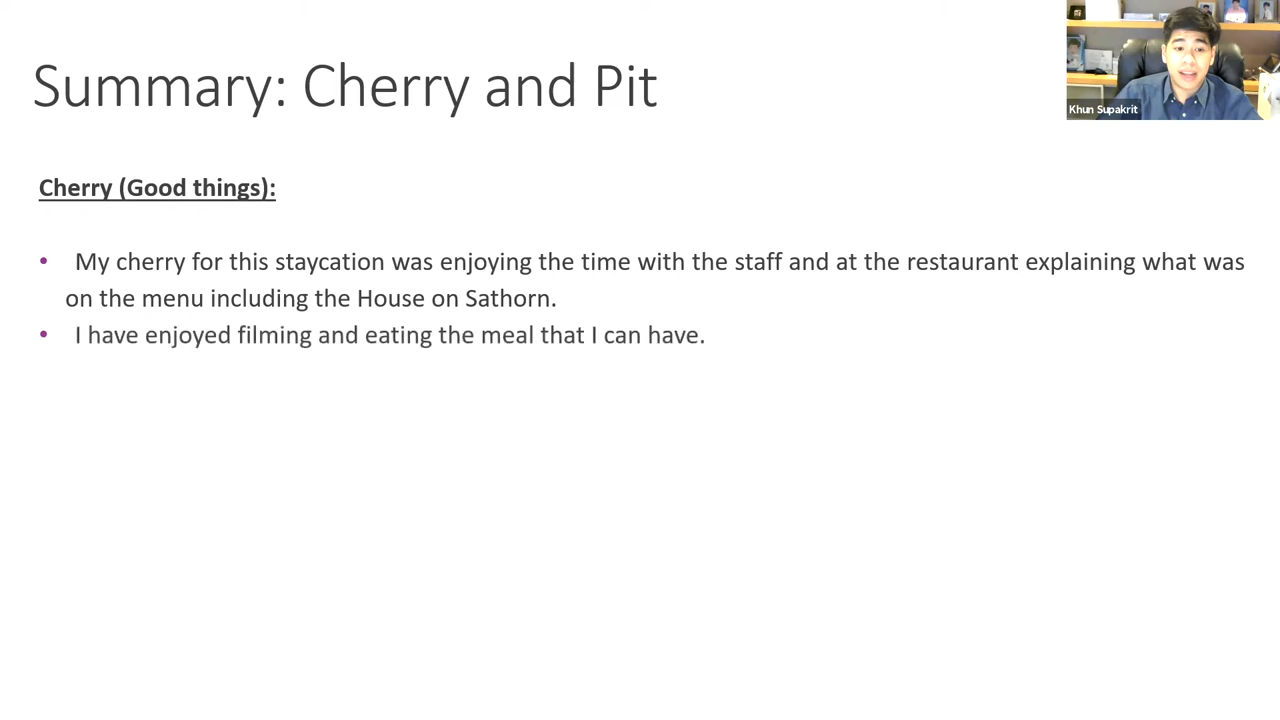 Summary: Cherry and Pit
Khun Supakrit
Cherry (Good things):
• My cherry for this staycation was enjoying the time with the staff and at the restaurant explaining what was
on the menu including the House on Sathorn.
• I have enjoyed filming and eating the meal that I can have.